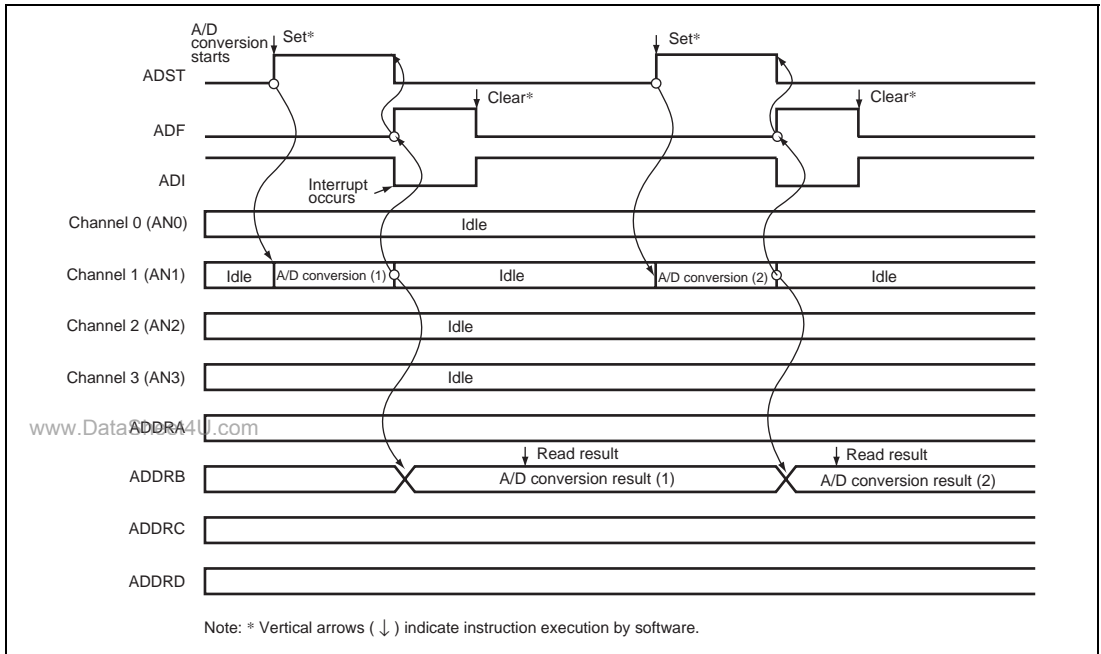 A/D
conversion
starts
Set*
Set*
ADST
Clear*
Clear*
ADF
ADI
Interrupt
occurs
Channel 0 (AN0)
Idle
Channel 1 (AN1)
Idle
A/D conversion (1)
Idle
A/D conversion (2)
Idle
Channel 2 (AN2)
Idle
Channel 3 (AN3)
Idle
www.DataSheet4U.com
ADDRA
Read result
Read result
ADDRB
A/D conversion result (1)
A/D conversion result (2)
ADDRC
ADDRD
Note: * Vertical arrows ( ↓ ) indicate instruction execution by software.